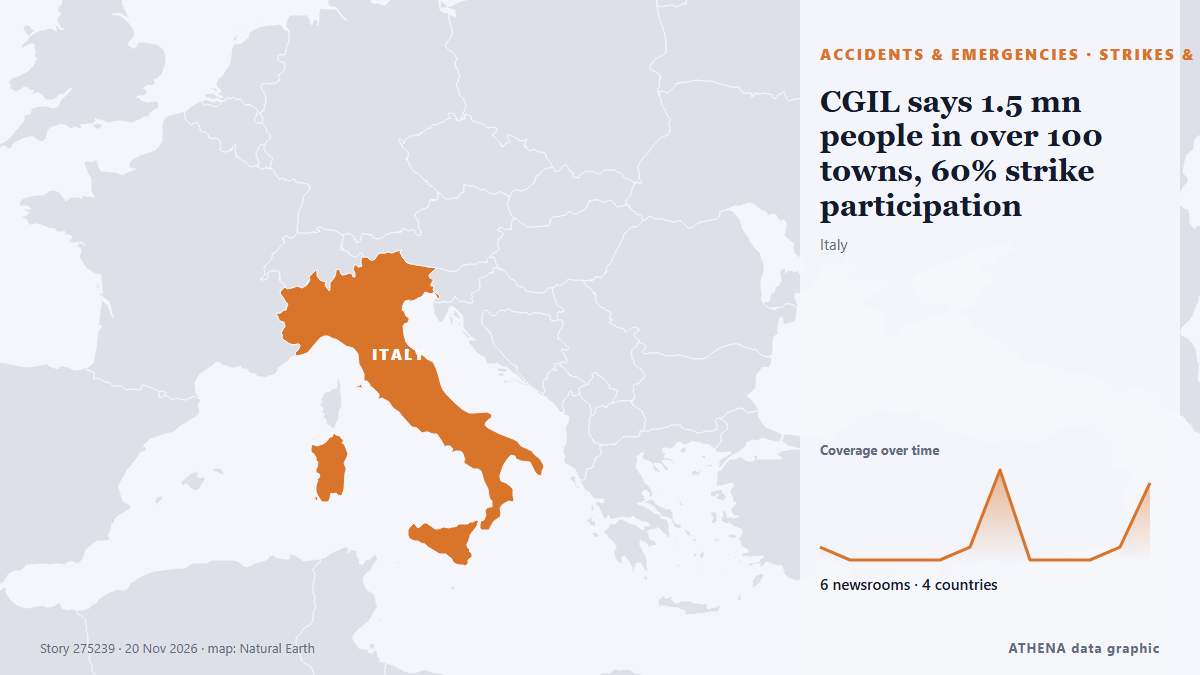 ACCIDENTS & EMERGENCIES · STRIKES &
CGIL says 1.5 mn
people in over 100
towns, 60% strike
participation
Italy
ITALY
Coverage over time
6 newsrooms · 4 countries
Story 275239 · 20 Nov 2026 · map: Natural Earth
ATHENA data graphic